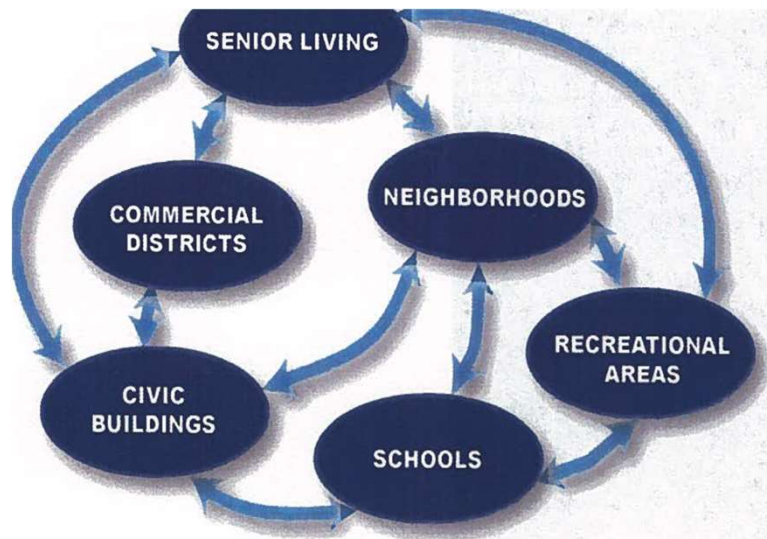 SENIOR LIVING
COMMERCIAL
DISTRICTS
NEIGHBORHOODS
RECREATIONAL
AREAS
CIVIC
BUILDINGS
SCHOOLS